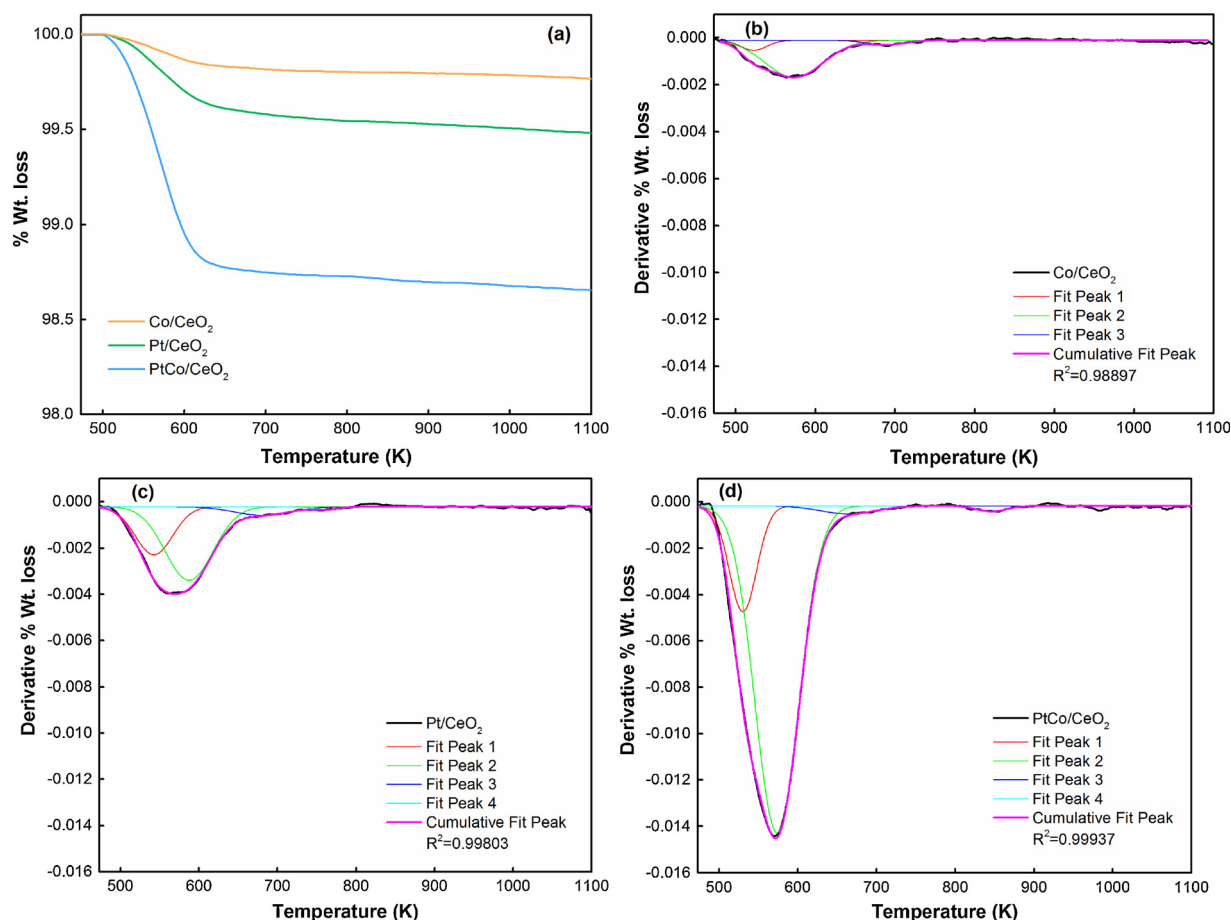 (a)
100.0
99.5
99.0
98.5
98.0
% Wt. loss
Co/CeO₂
Pt/CeO₂
PtCo/CeO₂
500 600 700 800 900 1000 1100
Temperature (K)
(b)
0.000
-0.002
-0.004
-0.006
-0.008
-0.010
-0.012
-0.014
-0.016
Derivative % Wt. loss
Co/CeO₂
Fit Peak 1
Fit Peak 2
Fit Peak 3
Cumulative Fit Peak
R²=0.98897
500 600 700 800 900 1000 1100
Temperature (K)
(c)
0.000
-0.002
-0.004
-0.006
-0.008
-0.010
-0.012
-0.014
-0.016
Derivative % Wt. loss
Pt/CeO₂
Fit Peak 1
Fit Peak 2
Fit Peak 3
Fit Peak 4
Cumulative Fit Peak
R²=0.99803
500 600 700 800 900 1000 1100
Temperature (K)
(d)
0.000
-0.002
-0.004
-0.006
-0.008
-0.010
-0.012
-0.014
-0.016
Derivative % Wt. loss
PtCo/CeO₂
Fit Peak 1
Fit Peak 2
Fit Peak 3
Fit Peak 4
Cumulative Fit Peak
R²=0.99937
500 600 700 800 900 1000 1100
Temperature (K)